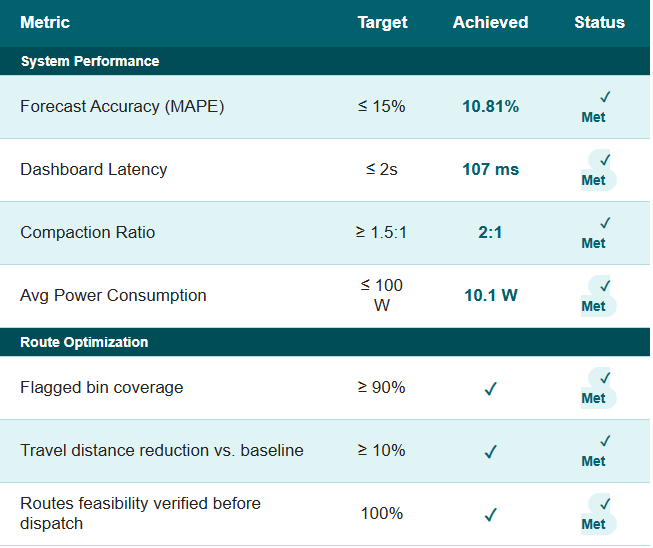 Metric Target Achieved Status
System Performance
Forecast Accuracy (MAPE) ≤ 15% 10.81% ✓ Met
Dashboard Latency ≤ 2s 107 ms ✓ Met
Compaction Ratio ≥ 1.5:1 2:1 ✓ Met
Avg Power Consumption ≤ 100 W 10.1 W ✓ Met
Route Optimization
Flagged bin coverage ≥ 90% ✓ ✓ Met
Travel distance reduction vs. baseline ≥ 10% ✓ ✓ Met
Routes feasibility verified before
dispatch 100% ✓ ✓ Met